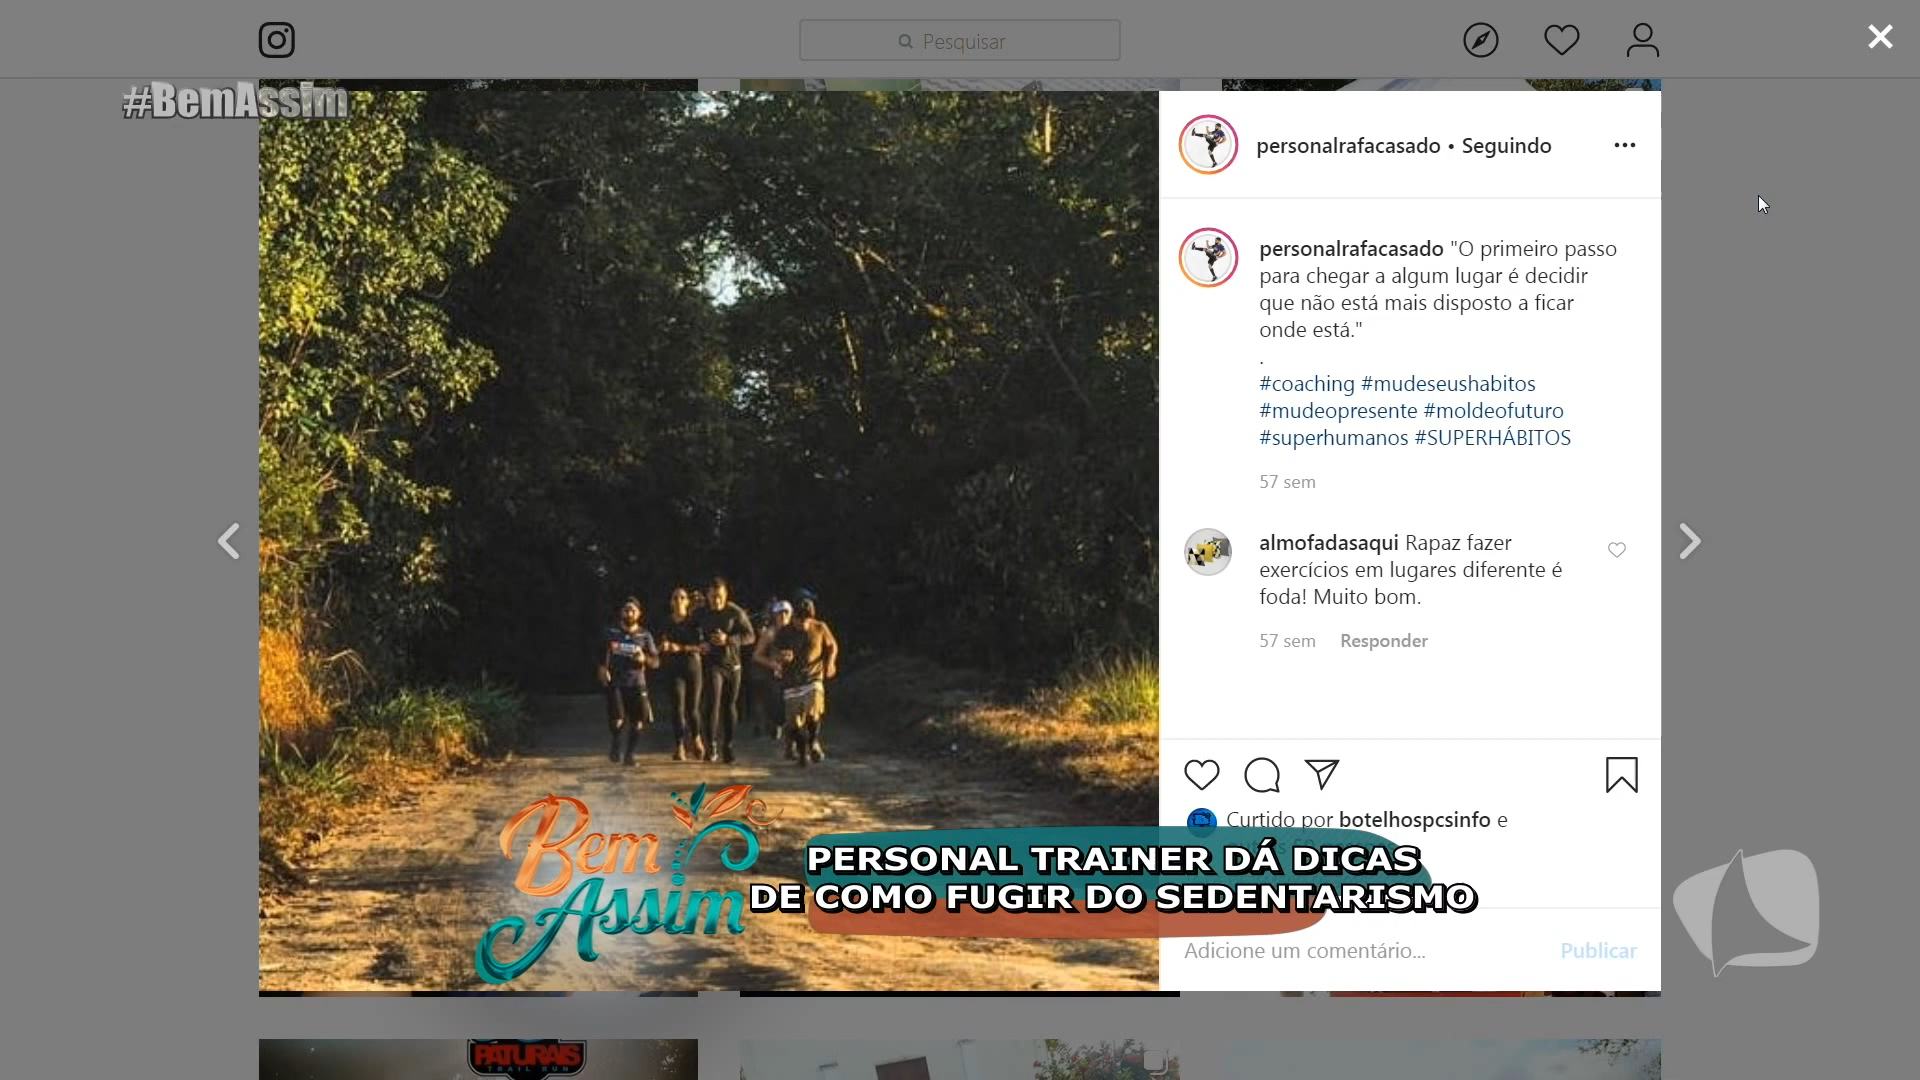 Pesquisar
#BemAssim
personalrafacasado • Seguindo
personalrafacasado "O primeiro passo
para chegar a algum lugar é decidir
que não está mais disposto a ficar
onde está."
.
#coaching #mudeseushabitos
#mudeopresente #moldeofuturo
#superhumanos #SUPERHÁBITOS
57 sem
almofadasaqui Rapaz fazer
exercícios em lugares diferente é
foda! Muito bom.
57 sem Responder
Curtido por botelhospcsinfo e
Bem
Assim
PERSONAL TRAINER DÁ DICAS
DE COMO FUGIR DO SEDENTARISMO
Adicione um comentário... Publicar
PATURAIS
TRAIL RUN